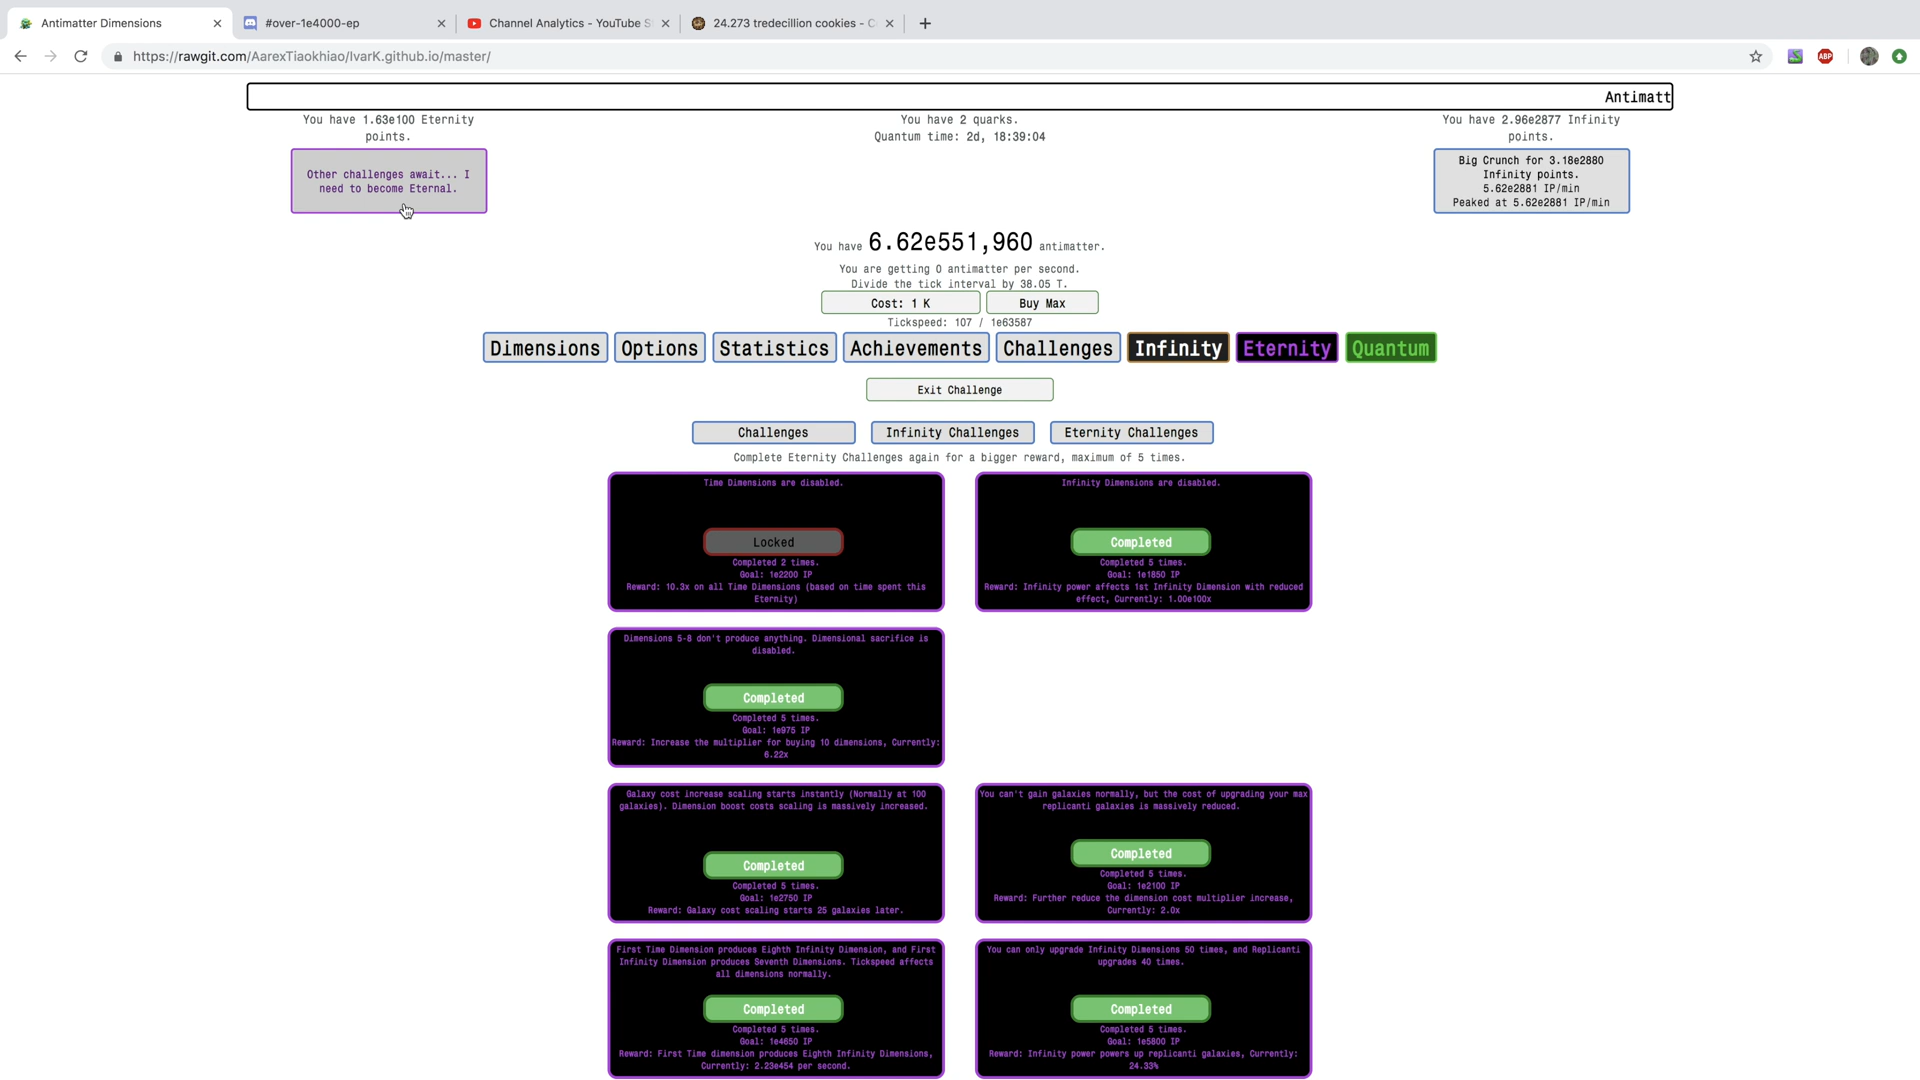 Antimatter Dimensions
#over-1e4000-ep
Channel Analytics - YouTube S
24.273 tredecillion cookies - C
https://rawgit.com/AarexTiaokhiao/IvarK.github.io/master/
ABP
Antimatt
You have 1.63e100 Eternity
points.
Other challenges await... I
need to become Eternal.
You have 2 quarks.
Quantum time: 2d, 18:39:04
You have 2.96e2877 Infinity
points.
Big Crunch for 3.18e2880
Infinity points.
5.62e2881 IP/min
Peaked at 5.62e2881 IP/min
You have 6.62e551,960 antimatter.
You are getting 0 antimatter per second.
Divide the tick interval by 38.05 T.
Cost: 1 K
Buy Max
Tickspeed: 107 / 1e63587
Dimensions
Options
Statistics
Achievements
Challenges
Infinity
Eternity
Quantum
Exit Challenge
Challenges
Infinity Challenges
Eternity Challenges
Complete Eternity Challenges again for a bigger reward, maximum of 5 times.
Time Dimensions are disabled.
Locked
Completed 2 times.
Goal: 1e2200 IP
Reward: 10.3x on all Time Dimensions (based on time spent this
Eternity)
Infinity Dimensions are disabled.
Completed
Completed 5 times.
Goal: 1e1850 IP
Reward: Infinity power affects 1st Infinity Dimension with reduced
effect, Currently: 1.00e100x
Dimensions 5-8 don't produce anything. Dimensional sacrifice is
disabled.
Completed
Completed 5 times.
Goal: 1e975 IP
Reward: Increase the multiplier for buying 10 dimensions, Currently:
6.22x
Galaxy cost increase scaling starts instantly (Normally at 100
galaxies). Dimension boost costs scaling is massively increased.
Completed
Completed 5 times.
Goal: 1e2750 IP
Reward: Galaxy cost scaling starts 25 galaxies later.
You can't gain galaxies normally, but the cost of upgrading your max
replicanti galaxies is massively reduced.
Completed
Completed 5 times.
Goal: 1e2100 IP
Reward: Further reduce the dimension cost multiplier increase,
Currently: 2.0x
First Time Dimension produces Eighth Infinity Dimension, and First
Infinity Dimension produces Seventh Dimensions. Tickspeed affects
all dimensions normally.
Completed
Completed 5 times.
Goal: 1e4650 IP
Reward: First Time dimension produces Eighth Infinity Dimensions,
Currently: 2.23e454 per second.
You can only upgrade Infinity Dimensions 50 times, and Replicanti
upgrades 40 times.
Completed
Completed 5 times.
Goal: 1e5800 IP
Reward: Infinity power powers up replicanti galaxies, Currently:
24.33%